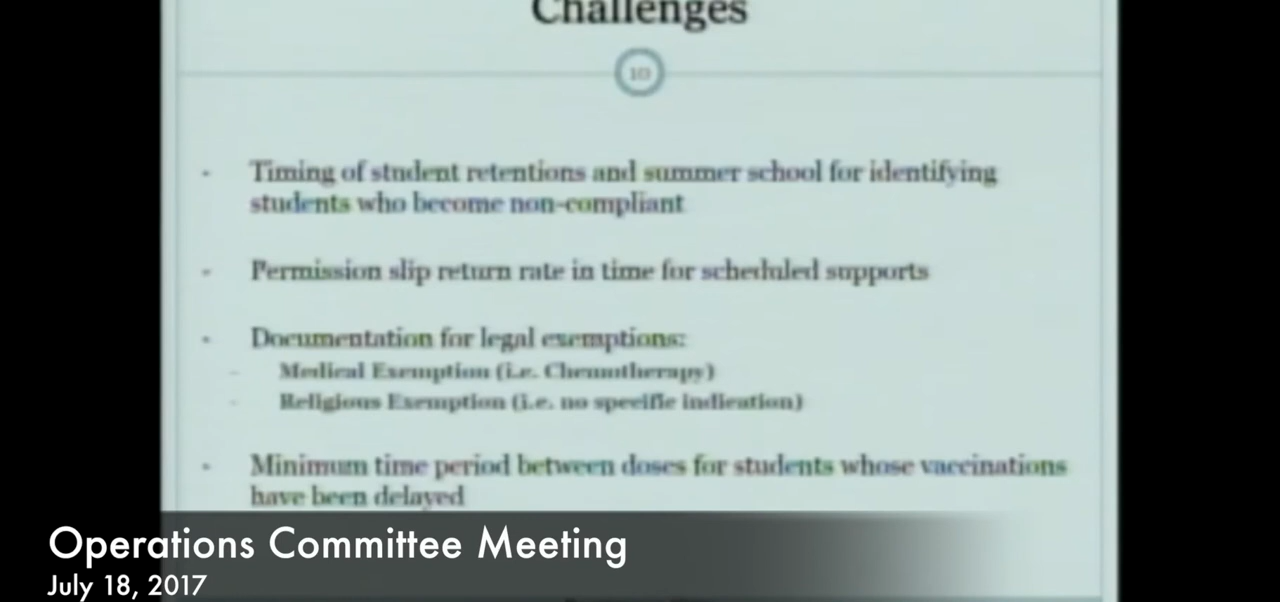 Challenges
10
- Timing of student retentions and summer school for identifying
students who become non-compliant
- Permission slip return rate in time for scheduled supports
- Documentation for legal exemptions:
- Medical Exemption (i.e. Chemotherapy)
- Religious Exemption (i.e. no specific indication)
- Minimum time period between doses for students whose vaccinations
have been delayed
Operations Committee Meeting
July 18, 2017